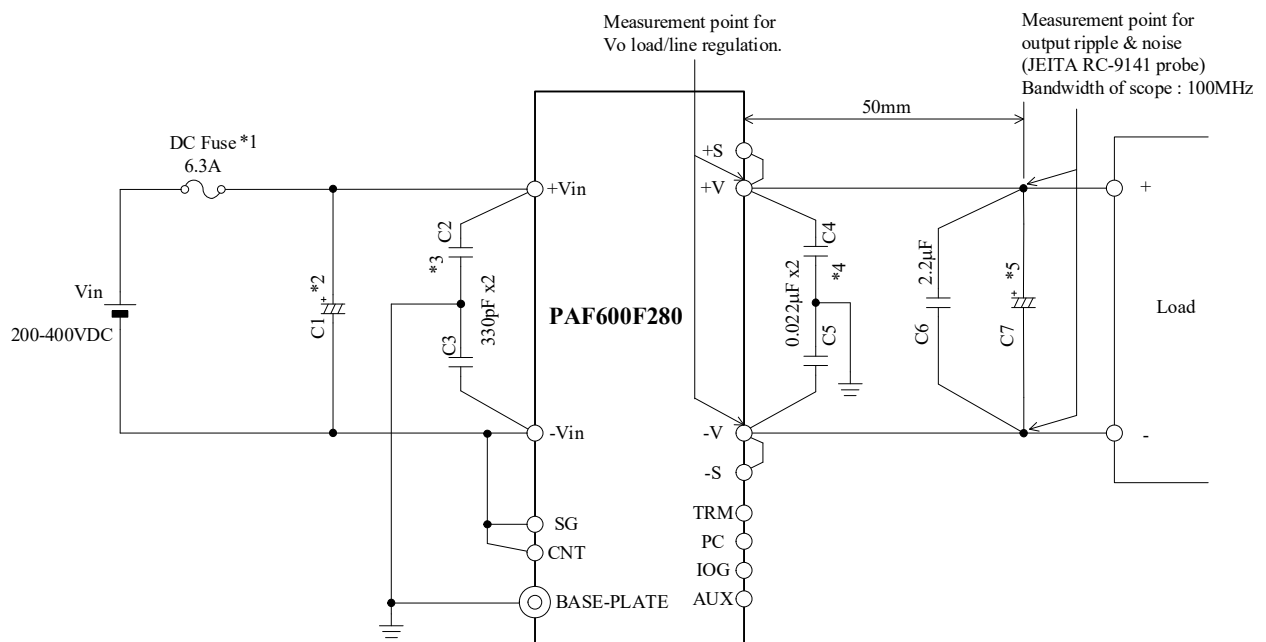 Measurement point for
Vo load/line regulation.
Measurement point for
output ripple & noise
(JEITA RC-9141 probe)
Bandwidth of scope : 100MHz
50mm
DC Fuse *1
6.3A
+S
+Vin
+V
+
C2
*3
C4
*4
2.2μF
*5
+
*2
+
Vin
200-400VDC
C1
330pF x2
C3
PAF600F280
0.022μF x2
C5
C6
C7
Load
-Vin
-V
-
-S
SG
CNT
TRM
PC
IOG
AUX
BASE-PLATE